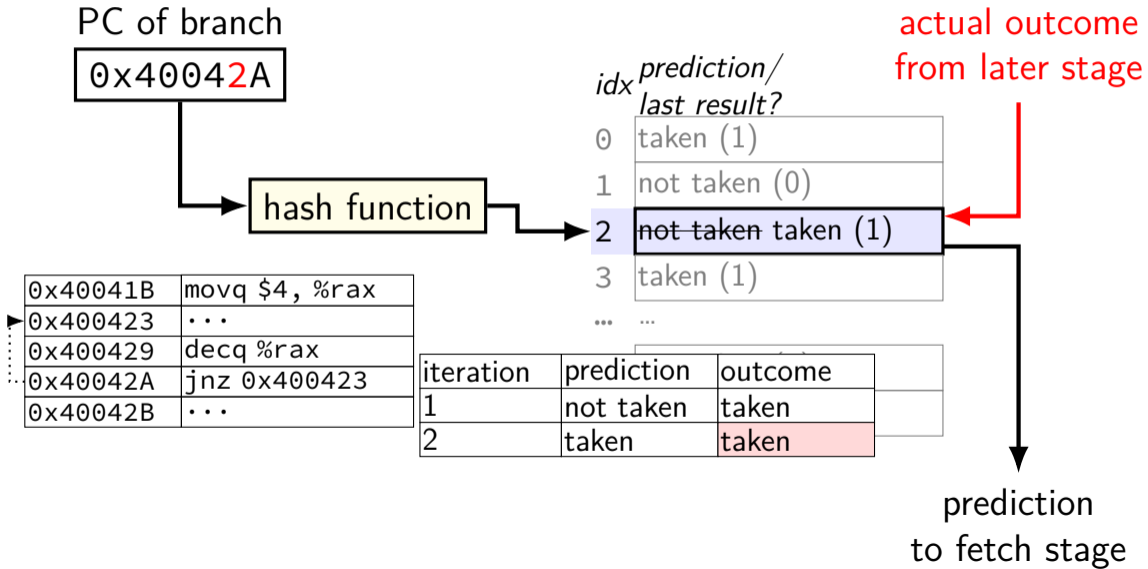 PC of branch
0x40042A
hash function
idx prediction/
last result?
actual outcome
from later stage
0 taken (1)
1 not taken (0)
2 not taken taken (1)
3 taken (1)
... ...
0x40041B movq $4, %rax
0x400423 ...
0x400429 decq %rax
0x40042A jnz 0x400423
0x40042B ...
iteration prediction outcome
1 not taken taken
2 taken taken
prediction
to fetch stage